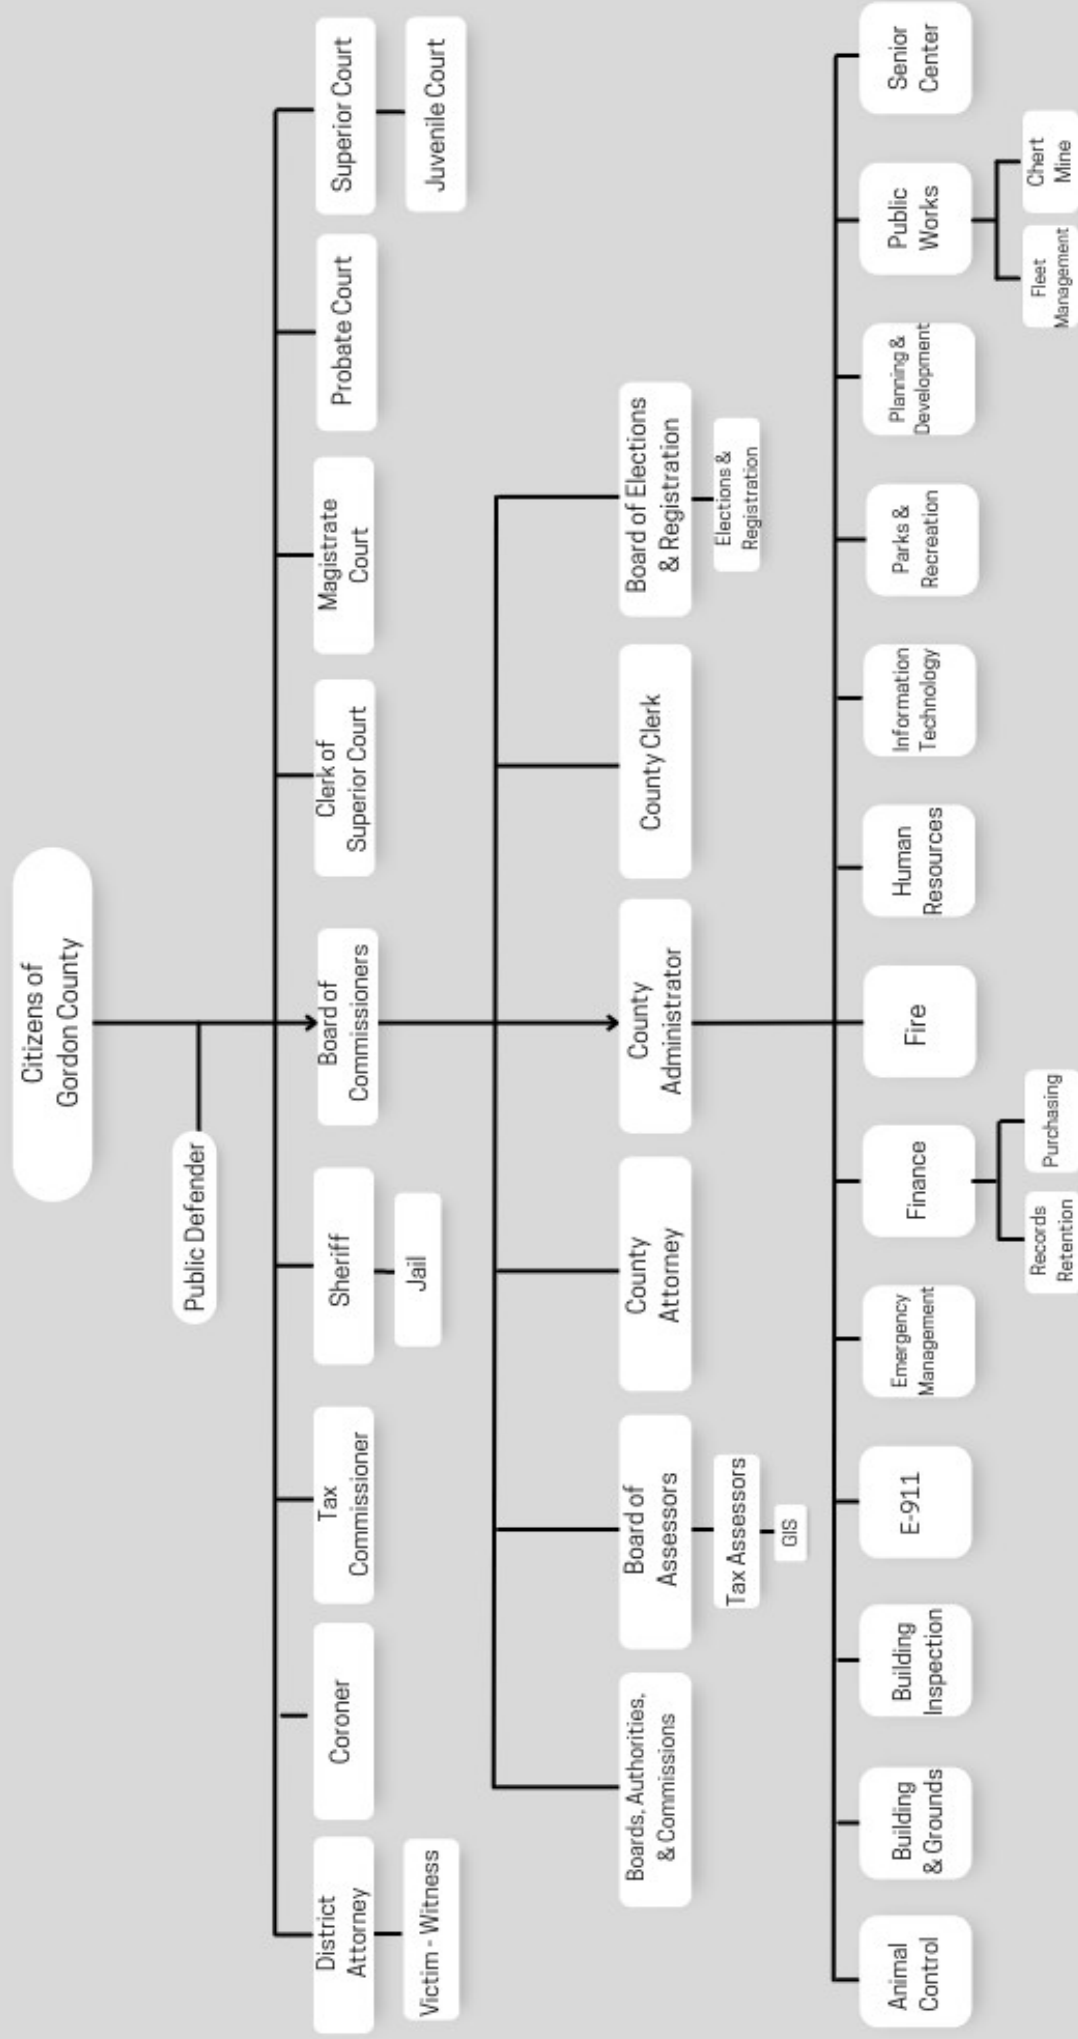 Citizens of
Gordon County
Public Defender
District
Attorney
Coroner
Tax
Commissioner
Sheriff
Board of
Commissioners
Clerk of
Superior Court
Magistrate
Court
Probate Court
Superior Court
Victim - Witness
Jail
Juvenile Court
Boards, Authorities,
& Commissions
Board of
Assessors
County
Attorney
County
Administrator
County Clerk
Board of Elections
& Registration
Tax Assessors
GIS
Elections &
Registration
Animal
Control
Building
& Grounds
Building
Inspection
E-911
Emergency
Management
Finance
Fire
Human
Resources
Information
Technology
Parks &
Recreation
Planning &
Development
Public
Works
Senior
Center
Records
Retention
Purchasing
Fleet
Management
Chert
Mine